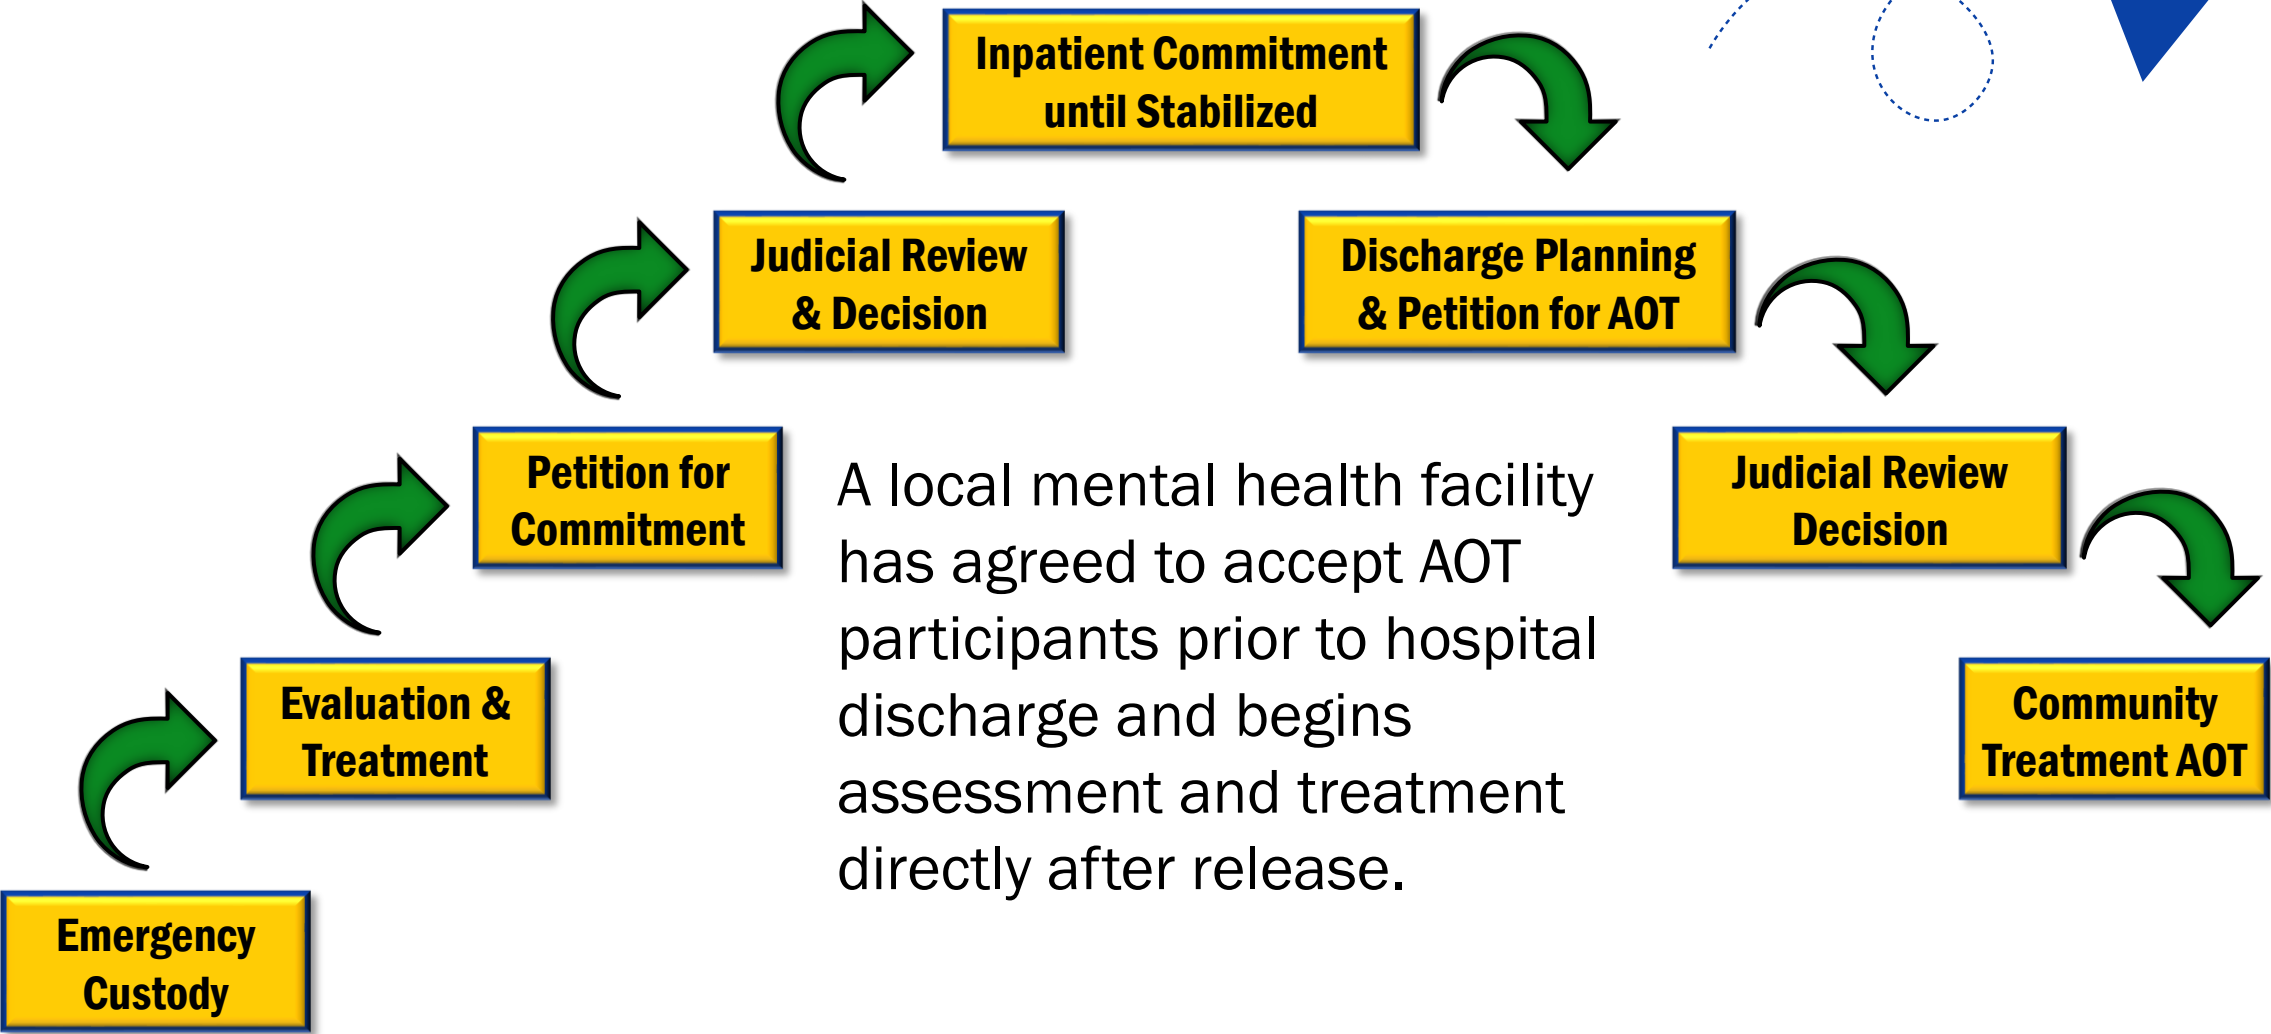 Inpatient Commitment
until Stabilized
Judicial Review
& Decision
Discharge Planning
& Petition for AOT
Petition for
Commitment
A local mental health facility
has agreed to accept AOT
participants prior to hospital
discharge and begins
assessment and treatment
directly after release.
Judicial Review
Decision
Evaluation &
Treatment
Community
Treatment AOT
Emergency
Custody